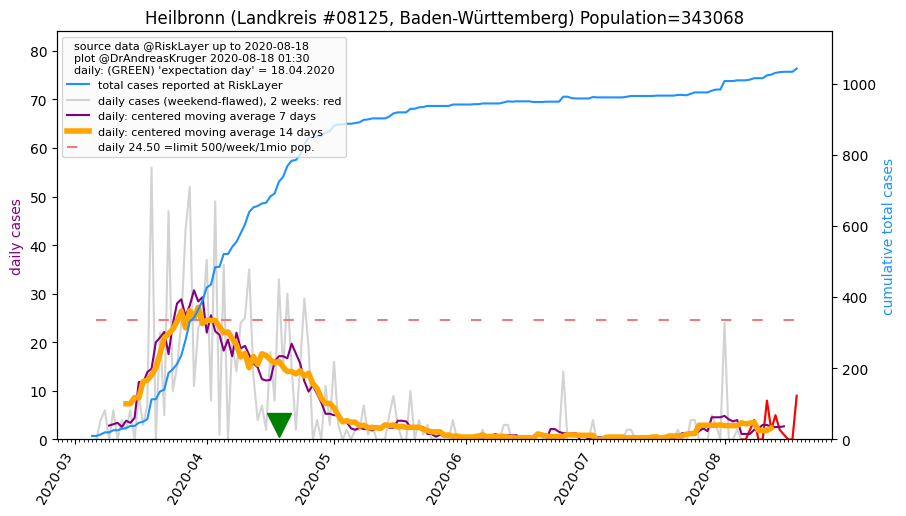 Heilbronn (Landkreis #08125, Baden-Württemberg) Population=343068
source data @RiskLayer up to 2020-08-18
plot @DrAndreasKruger 2020-08-18 01:30
daily: (GREEN) 'expectation day' = 18.04.2020
total cases reported at RiskLayer
daily cases (weekend-flawed), 2 weeks: red
daily: centered moving average 7 days
daily: centered moving average 14 days
daily 24.50 =limit 500/week/1mio pop.
daily cases
80
70
60
50
40
30
20
10
0
cumulative total cases
1000
800
600
400
200
0
2020-03
2020-04
2020-05
2020-06
2020-07
2020-08